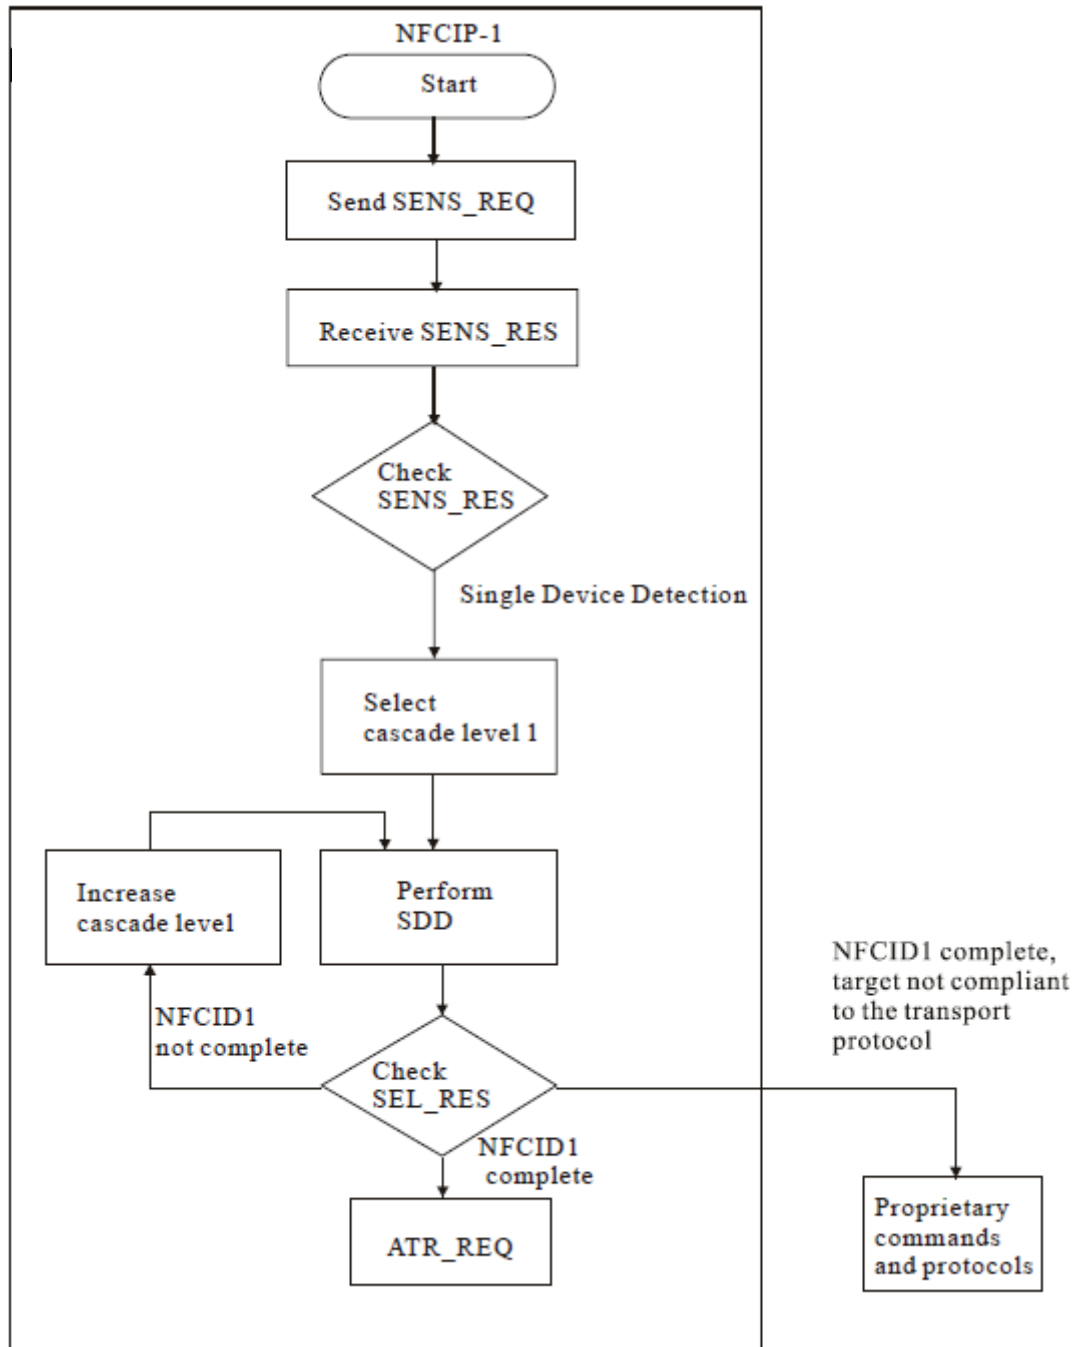 NFCIP-1
Start
Send SENS_REQ
Receive SENS_RES
Check
SENS_RES
Single Device Detection
Select
cascade level 1
Increase
cascade level
Perform
SDD
NFCID1 complete,
target not compliant
to the transport
protocol
NFCID1
not complete
Check
SEL_RES
NFCID1
complete
ATR_REQ
Proprietary
commands
and protocols